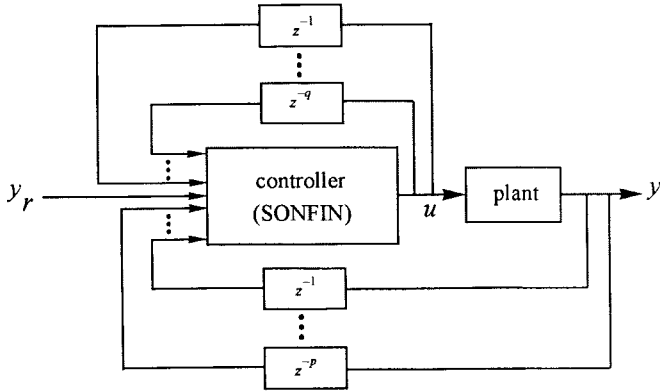 z⁻¹
z^{-q}
controller
(SONFIN)
y_r
u
plant
y
z⁻¹
z^{-p}